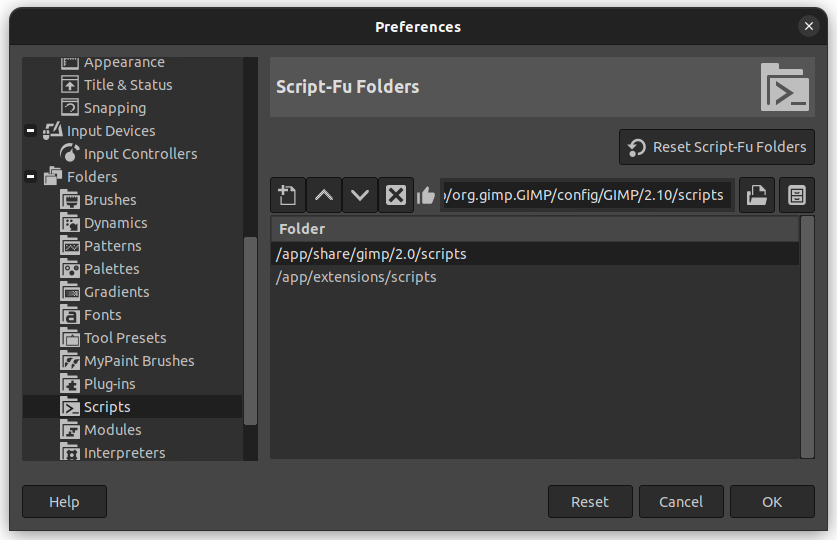 Preferences
Appearance
Title & Status
Snapping
Input Devices
Input Controllers
Folders
Brushes
Dynamics
Patterns
Palettes
Gradients
Fonts
Tool Presets
MyPaint Brushes
Plug-ins
Scripts
Modules
Interpreters
Script-Fu Folders
Reset Script-Fu Folders
/org.gimp.GIMP/config/GIMP/2.10/scripts
Folder
/app/share/gimp/2.0/scripts
/app/extensions/scripts
Help
Reset
Cancel
OK